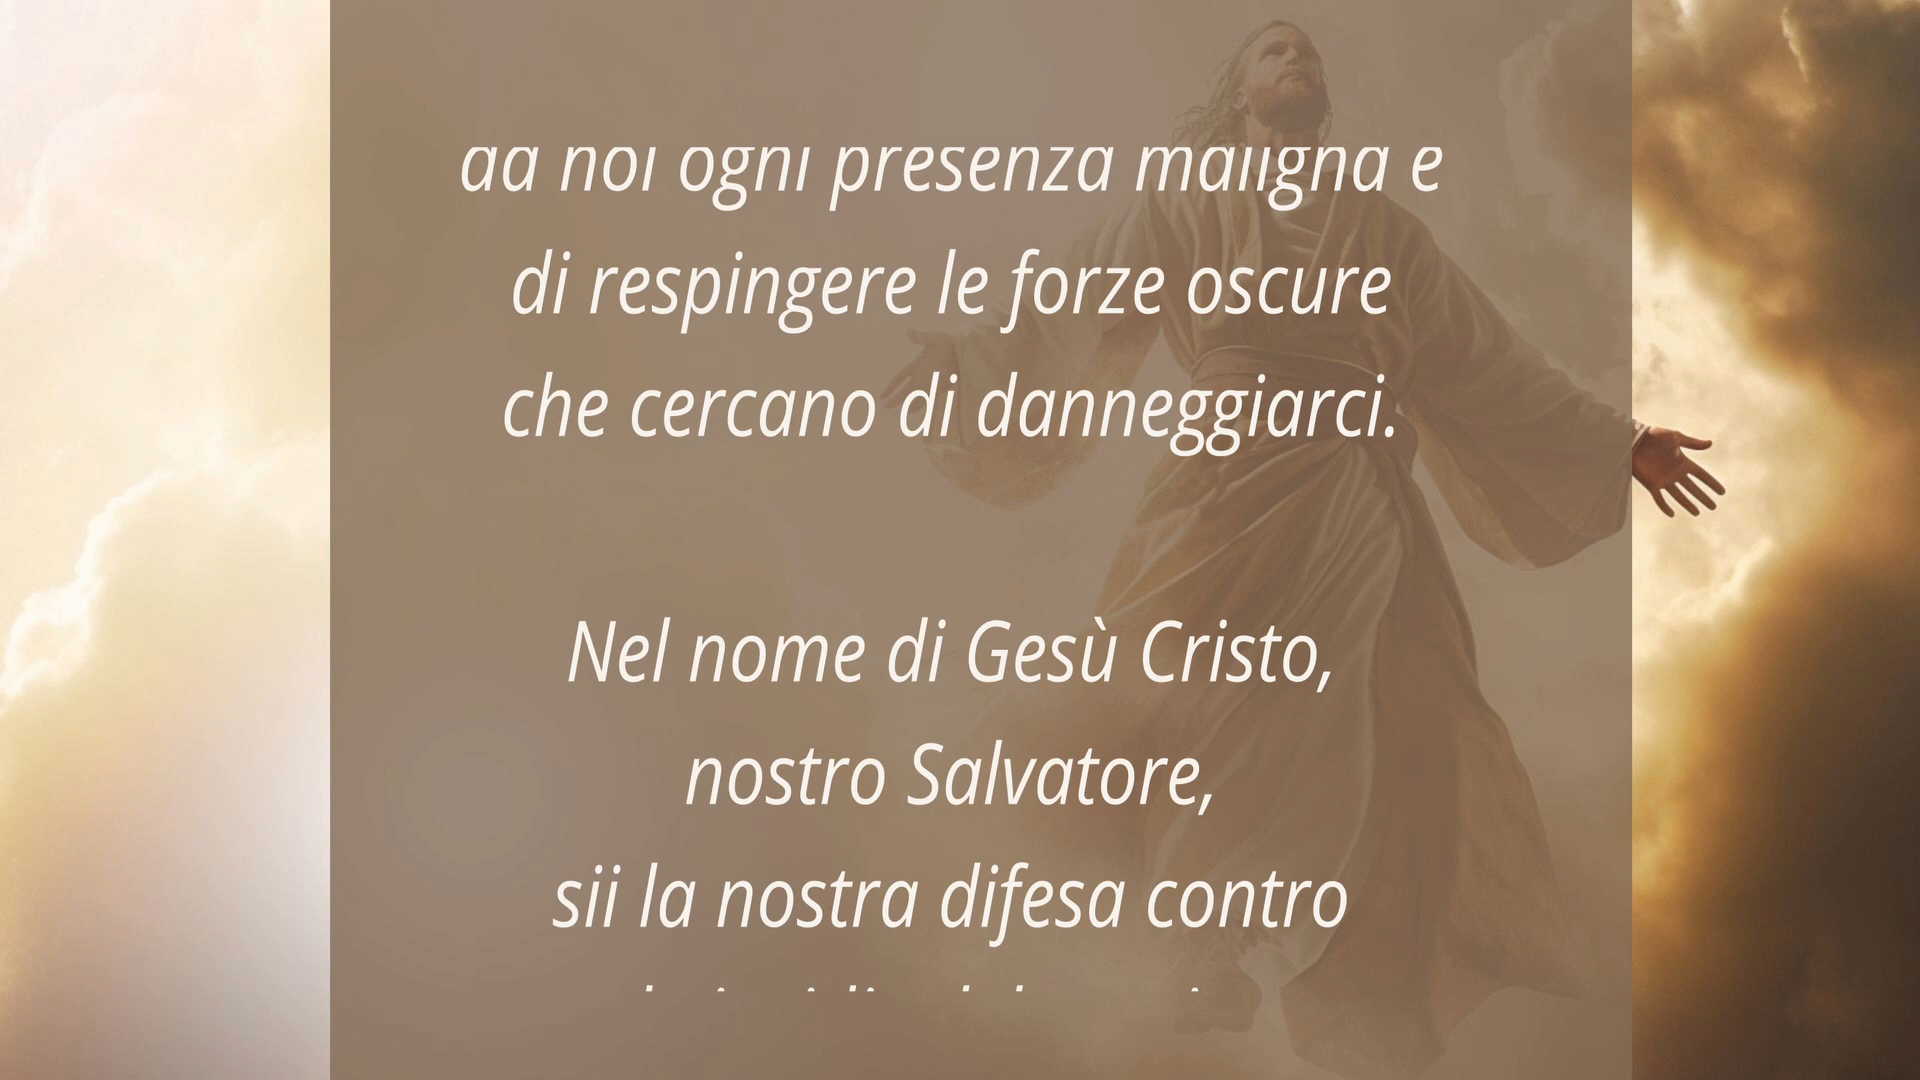 da noi ogni presenza maligna e
di respingere le forze oscure
che cercano di danneggiarci.
Nel nome di Gesù Cristo,
nostro Salvatore,
sii la nostra difesa contro